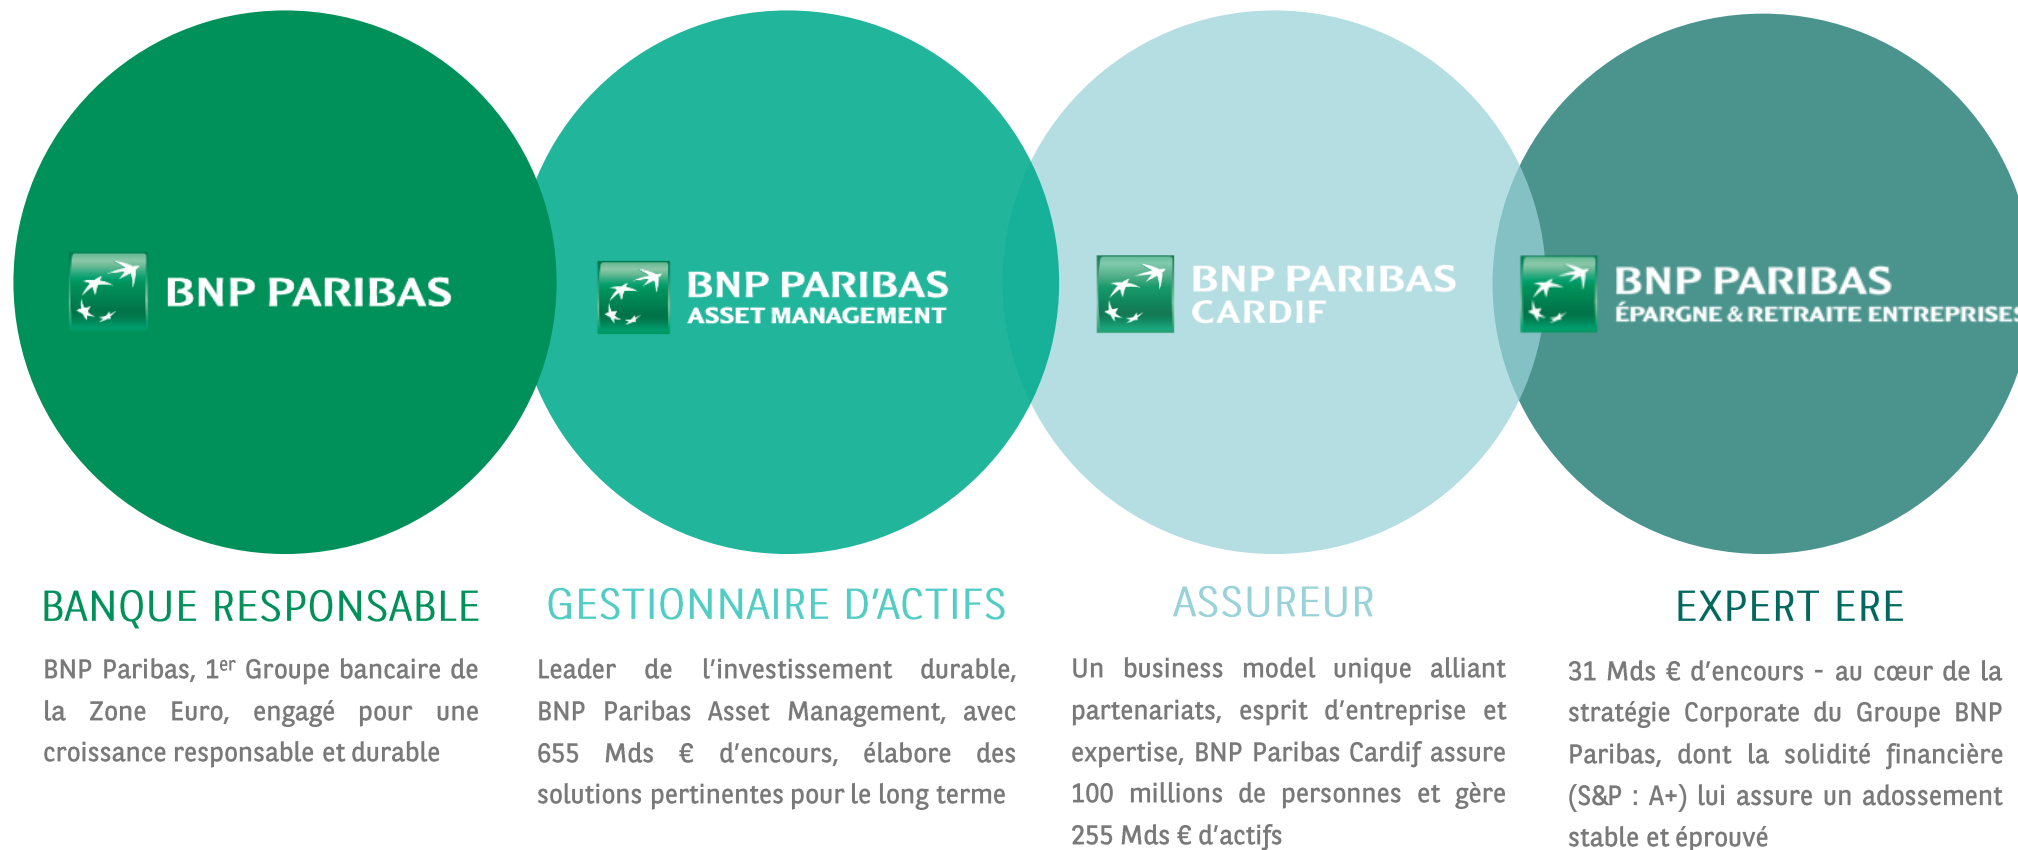 BNP PARIBAS
BNP PARIBAS
ASSET MANAGEMENT
BNP PARIBAS
CARDIF
BNP PARIBAS
ÉPARGNE & RETRAITE ENTREPRISES
BANQUE RESPONSABLE
BNP Paribas, 1er Groupe bancaire de
la Zone Euro, engagé pour une
croissance responsable et durable
GESTIONNAIRE D'ACTIFS
Leader de l'investissement durable,
BNP Paribas Asset Management, avec
655 Mds € d'encours, élabore des
solutions pertinentes pour le long terme
ASSUREUR
Un business model unique alliant
partenariats, esprit d'entreprise et
expertise, BNP Paribas Cardif assure
100 millions de personnes et gère
255 Mds € d'actifs
EXPERT ERE
31 Mds € d'encours - au cœur de la
stratégie Corporate du Groupe BNP
Paribas, dont la solidité financière
(S&P : A+) lui assure un adossement
stable et éprouvé